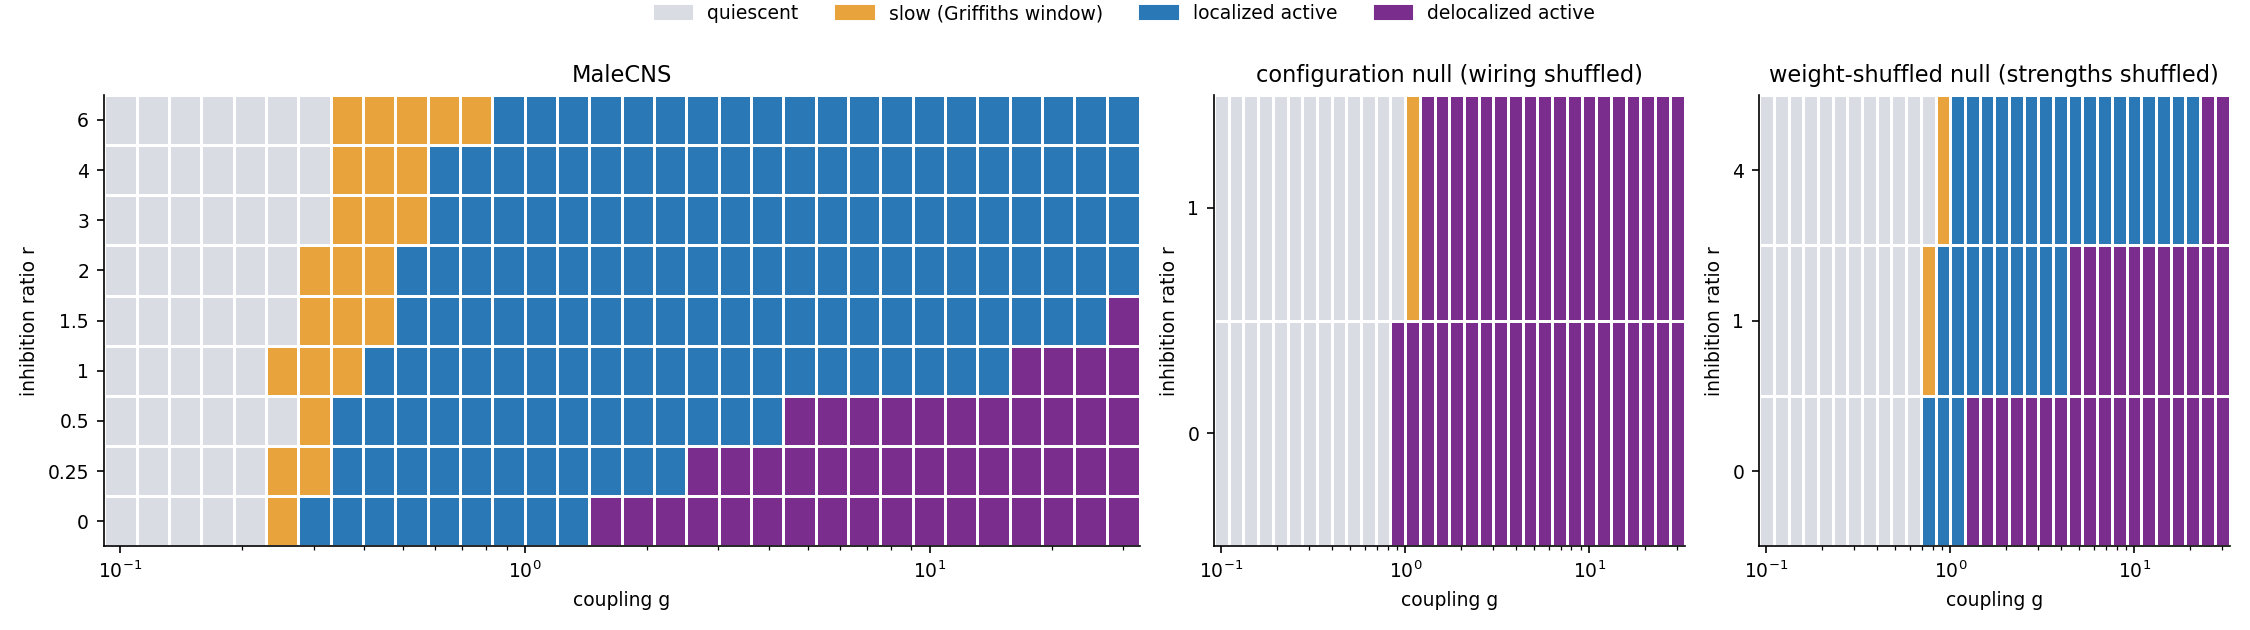 quiescent slow (Griffiths window) localized active delocalized active
MaleCNS
inhibition ratio r
6
4
3
2
1.5
1
0.5
0.25
0
10⁻¹ 10⁰ 10¹
coupling g
configuration null (wiring shuffled)
inhibition ratio r
1
0
10⁻¹ 10⁰ 10¹
coupling g
weight-shuffled null (strengths shuffled)
inhibition ratio r
4
1
0
10⁻¹ 10⁰ 10¹
coupling g